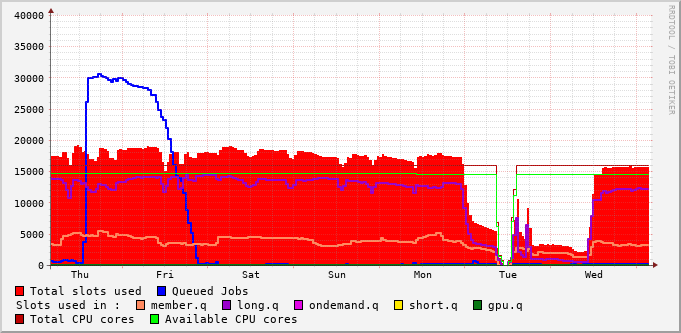 40000
35000
30000
25000
20000
15000
10000
5000
0
Thu Fri Sat Sun Mon Tue Wed
Total slots used Queued Jobs
Slots used in : member.q long.q ondemand.q short.q gpu.q
Total CPU cores Available CPU cores
RRDTOOL / TOBI OETIKER